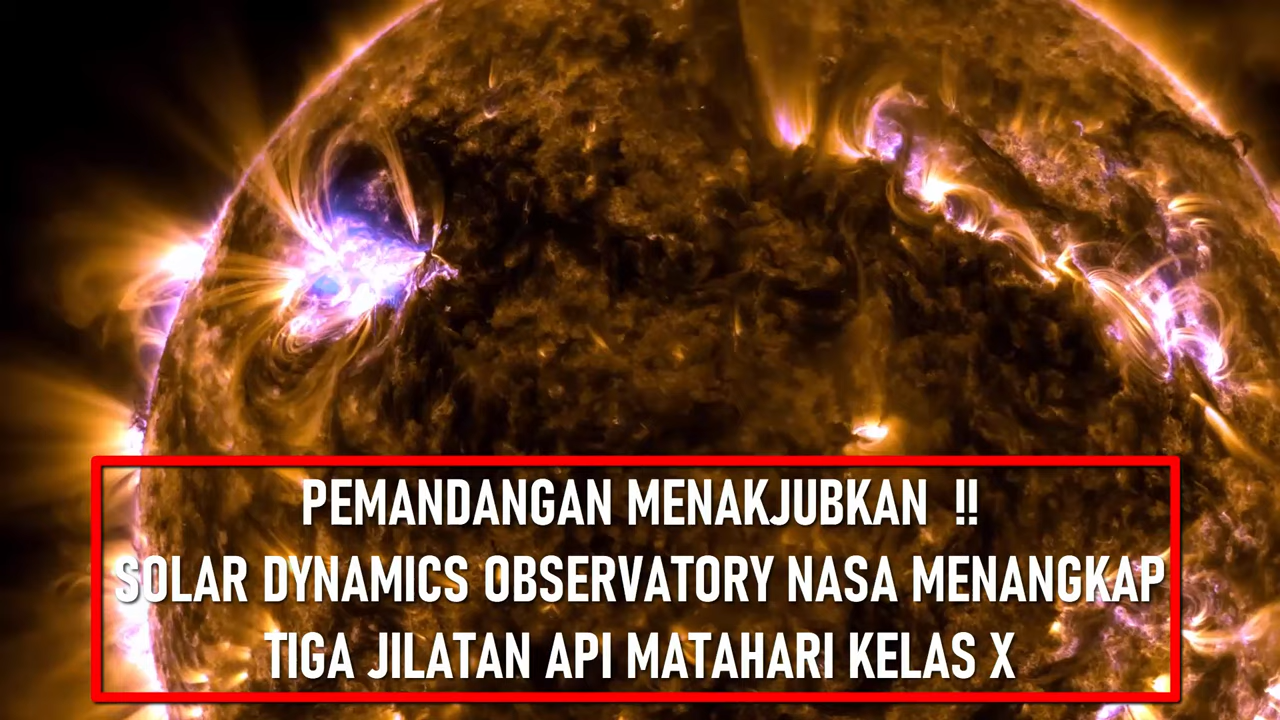 PEMANDANGAN MENAKJUBKAN !!
SOLAR DYNAMICS OBSERVATORY NASA MENANGKAP
TIGA JILATAN API MATAHARI KELAS X